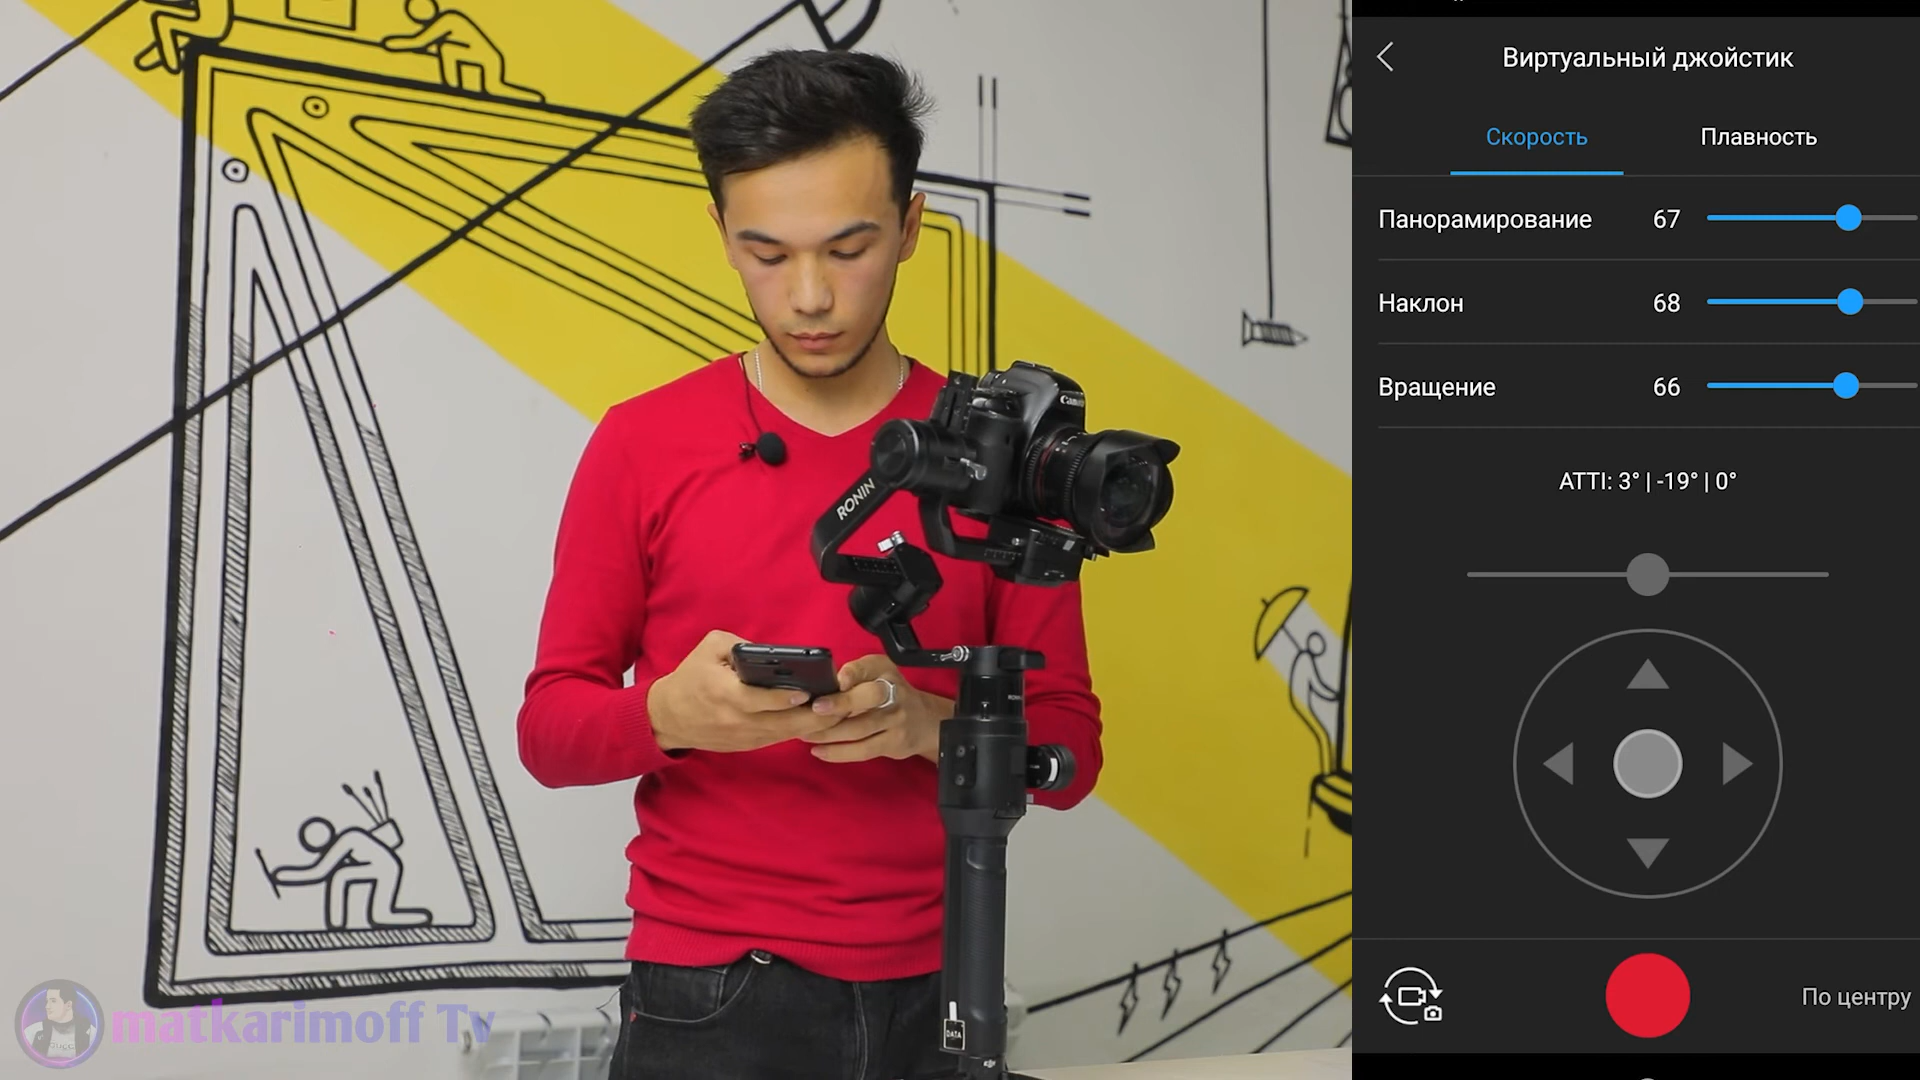 Виртуальный джойстик
Скорость Плавность
Панорамирование 67
Наклон 68
Вращение 66
ATTI: 3° | -19° | 0°
По центру
Canon
RONIN
DATA
matkarimoff Tv